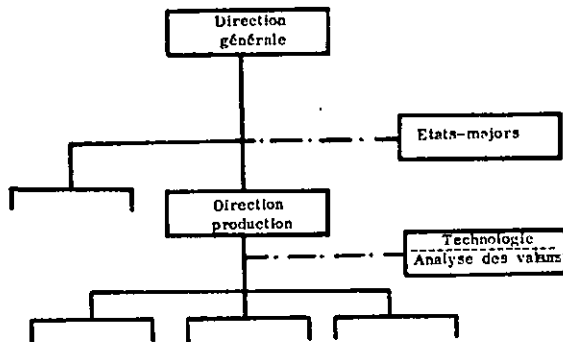 Direction
générale
Etats-majors
Direction
production
Technologie
Analyse des valeurs